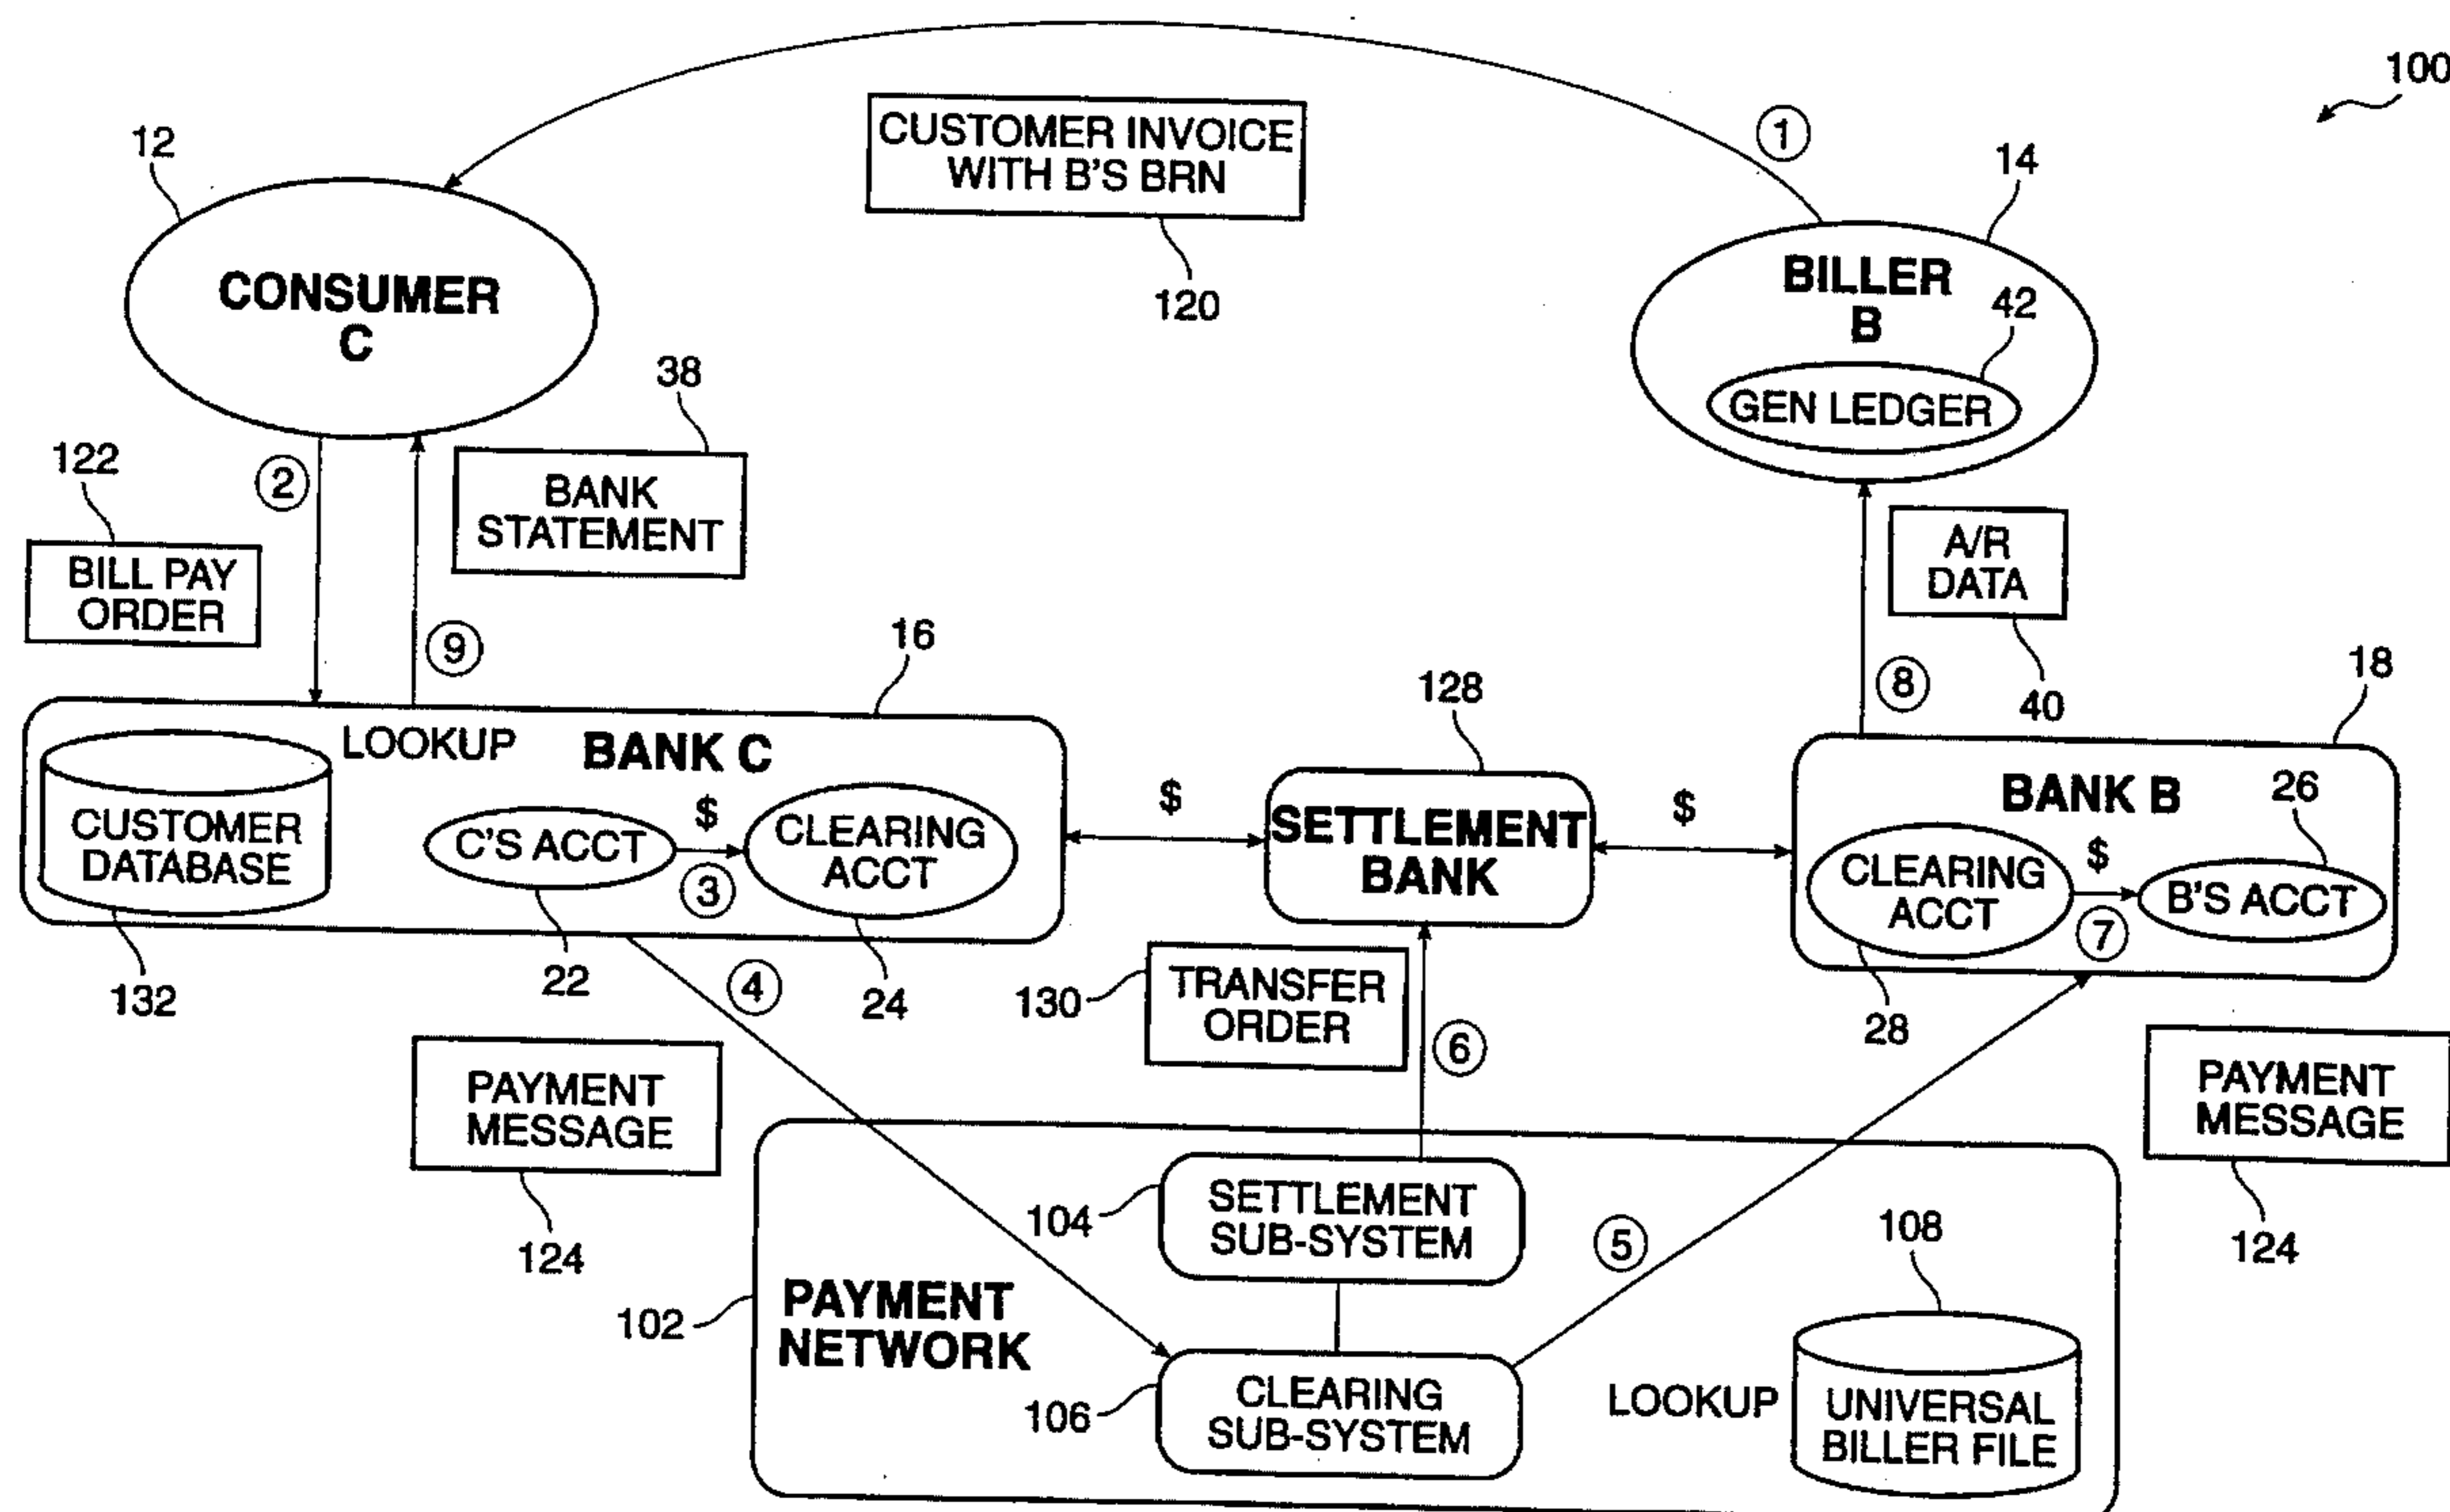 100
1
CUSTOMER INVOICE
WITH B'S BRN
120
12
CONSUMER
C
14
BILLER
B
42
GEN LEDGER
38
BANK
STATEMENT
122
2
BILL PAY
ORDER
9
A/R
DATA
40
8
16
LOOKUP
BANK C
CUSTOMER
DATABASE
132
C'S ACCT
22
$
3
CLEARING
ACCT
24
$
128
SETTLEMENT
BANK
$
18
BANK B
26
CLEARING
ACCT
28
$
7
B'S ACCT
4
PAYMENT
MESSAGE
124
130
TRANSFER
ORDER
6
PAYMENT
MESSAGE
124
5
102
PAYMENT
NETWORK
104
SETTLEMENT
SUB-SYSTEM
106
CLEARING
SUB-SYSTEM
LOOKUP
108
UNIVERSAL
BILLER FILE